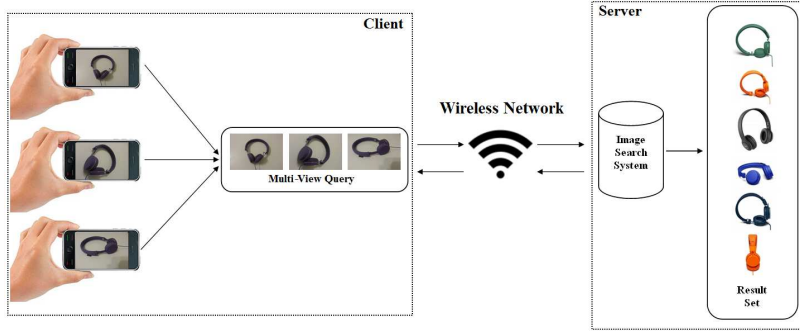 Client
Multi-View Query
Wireless Network
Server
Image
Search
System
Result
Set